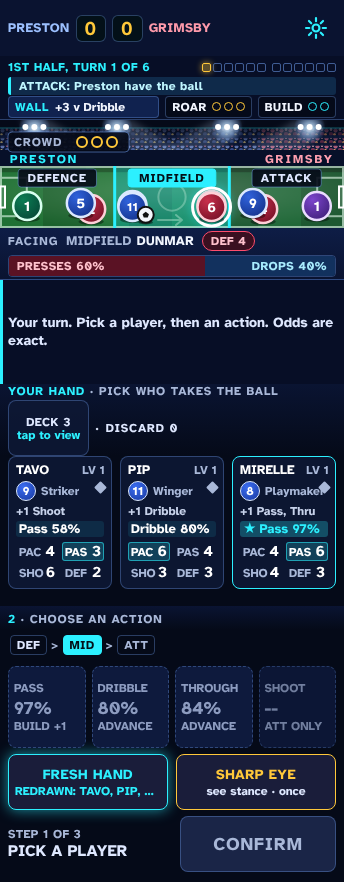 PRESTON 0 0 GRIMSBY
1ST HALF, TURN 1 OF 6
ATTACK: Preston have the ball
WALL +3 v Dribble
ROAR
BUILD
CROWD
PRESTON GRIMSBY
DEFENCE MIDFIELD ATTACK
1 5 11 6 9 1
FACING MIDFIELD DUNMAR DEF 4
PRESSES 60% DROPS 40%
Your turn. Pick a player, then an action. Odds are
exact.
YOUR HAND · PICK WHO TAKES THE BALL
DECK 3
tap to view
· DISCARD 0
TAVO LV 1
9 Striker
+1 Shoot
Pass 58%
PAC 4 PAS 3
SHO 6 DEF 2
PIP LV 1
11 Winger
+1 Dribble
Dribble 80%
PAC 6 PAS 4
SHO 3 DEF 3
MIRELLE LV 1
8 Playmaker
+1 Pass, Thru
★ Pass 97%
PAC 4 PAS 6
SHO 4 DEF 3
2 · CHOOSE AN ACTION
DEF > MID > ATT
PASS
97%
BUILD +1
DRIBBLE
80%
ADVANCE
THROUGH
84%
ADVANCE
SHOOT
--
ATT ONLY
FRESH HAND
REDRAWN: TAVO, PIP, ...
SHARP EYE
see stance · once
STEP 1 OF 3
PICK A PLAYER
CONFIRM